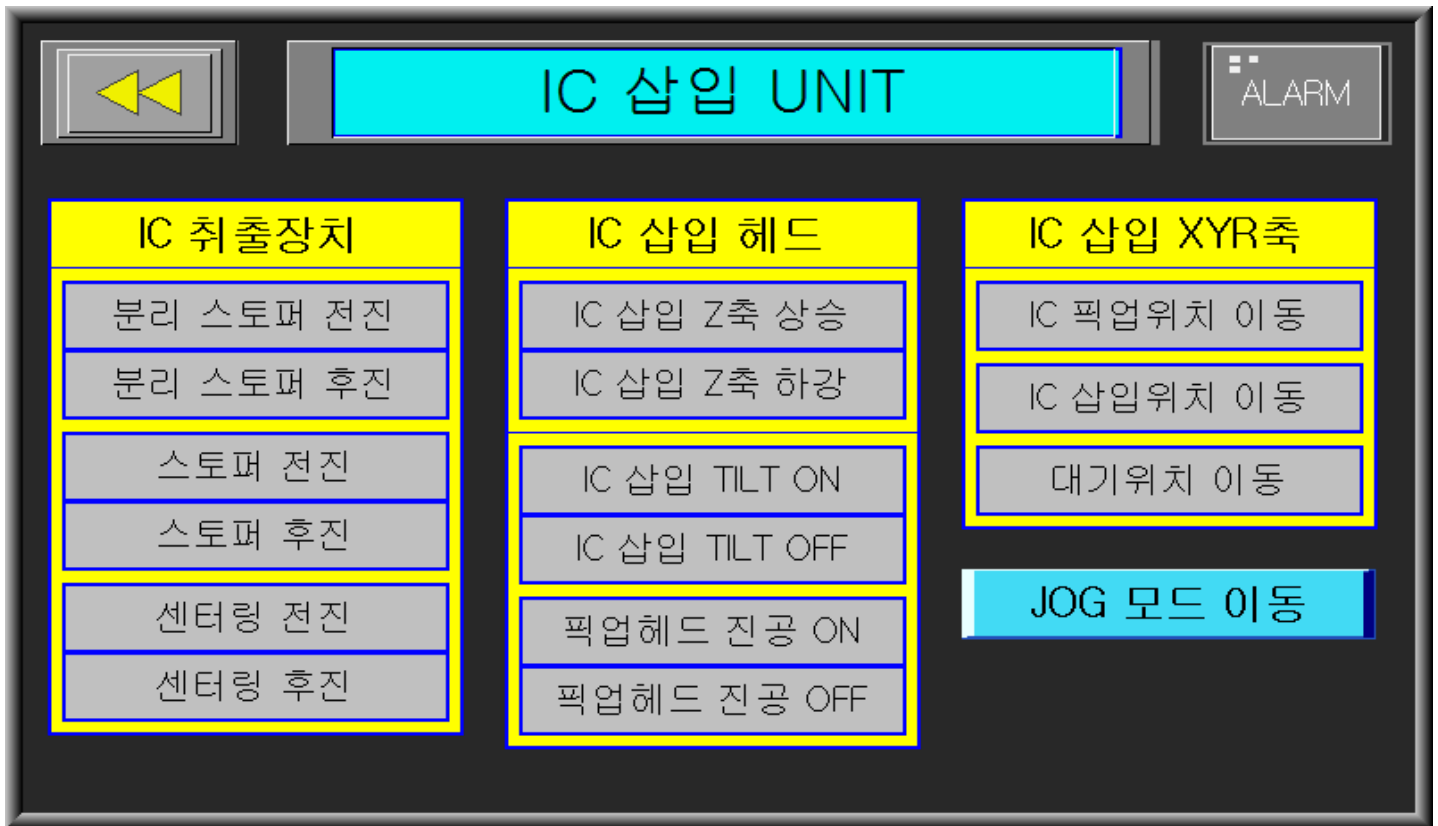 IC 삽입 UNIT
ALARM
IC 취출장치
분리 스토퍼 전진
분리 스토퍼 후진
스토퍼 전진
스토퍼 후진
센터링 전진
센터링 후진
IC 삽입 헤드
IC 삽입 Z축 상승
IC 삽입 Z축 하강
IC 삽입 TILT ON
IC 삽입 TILT OFF
픽업헤드 진공 ON
픽업헤드 진공 OFF
IC 삽입 XYR축
IC 픽업위치 이동
IC 삽입위치 이동
대기위치 이동
JOG 모드 이동